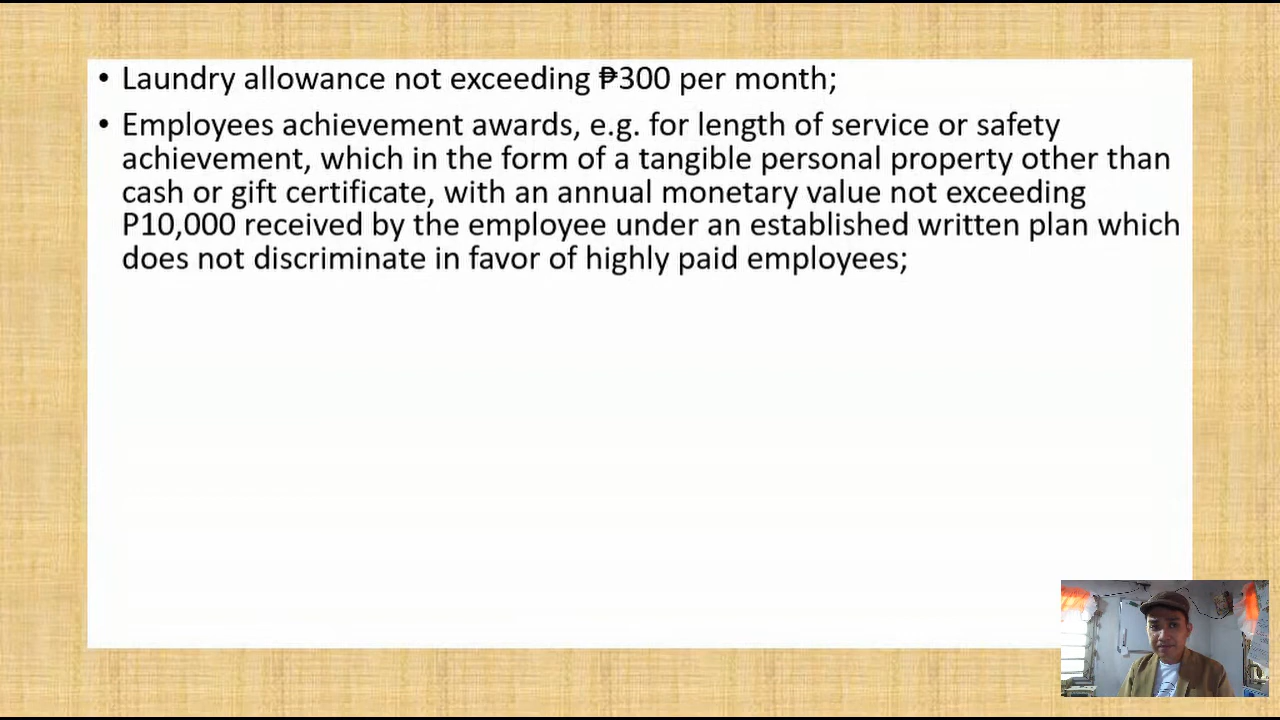 • Laundry allowance not exceeding ₱300 per month;
• Employees achievement awards, e.g. for length of service or safety
achievement, which in the form of a tangible personal property other than
cash or gift certificate, with an annual monetary value not exceeding
P10,000 received by the employee under an established written plan which
does not discriminate in favor of highly paid employees;